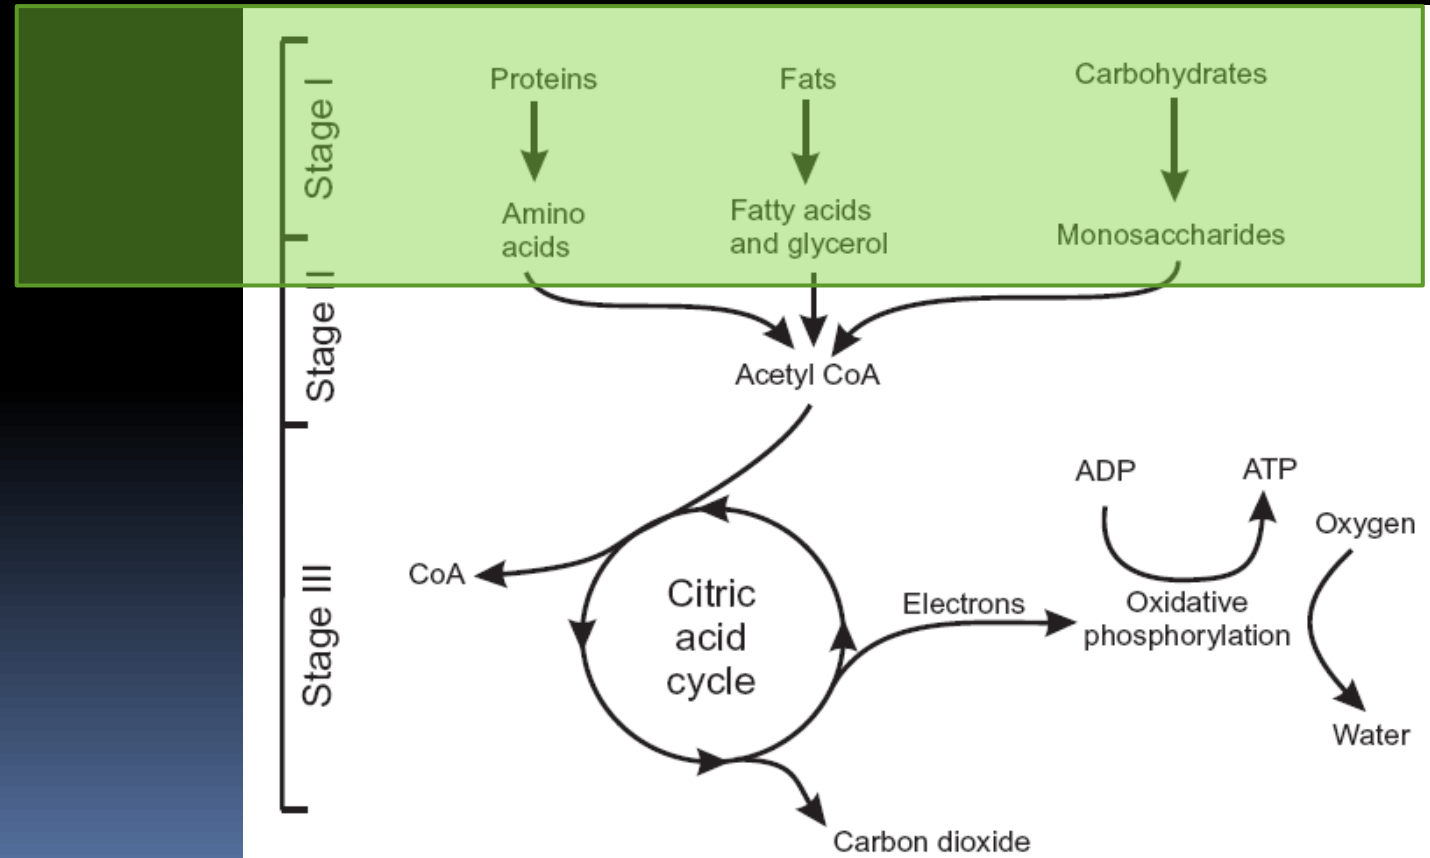 Stage I
Proteins
Fats
Carbohydrates
Amino
acids
Fatty acids
and glycerol
Monosaccharides
Stage II
Acetyl CoA
Stage III
CoA
Citric
acid
cycle
Electrons
ADP
ATP
Oxygen
Oxidative
phosphorylation
Water
Carbon dioxide